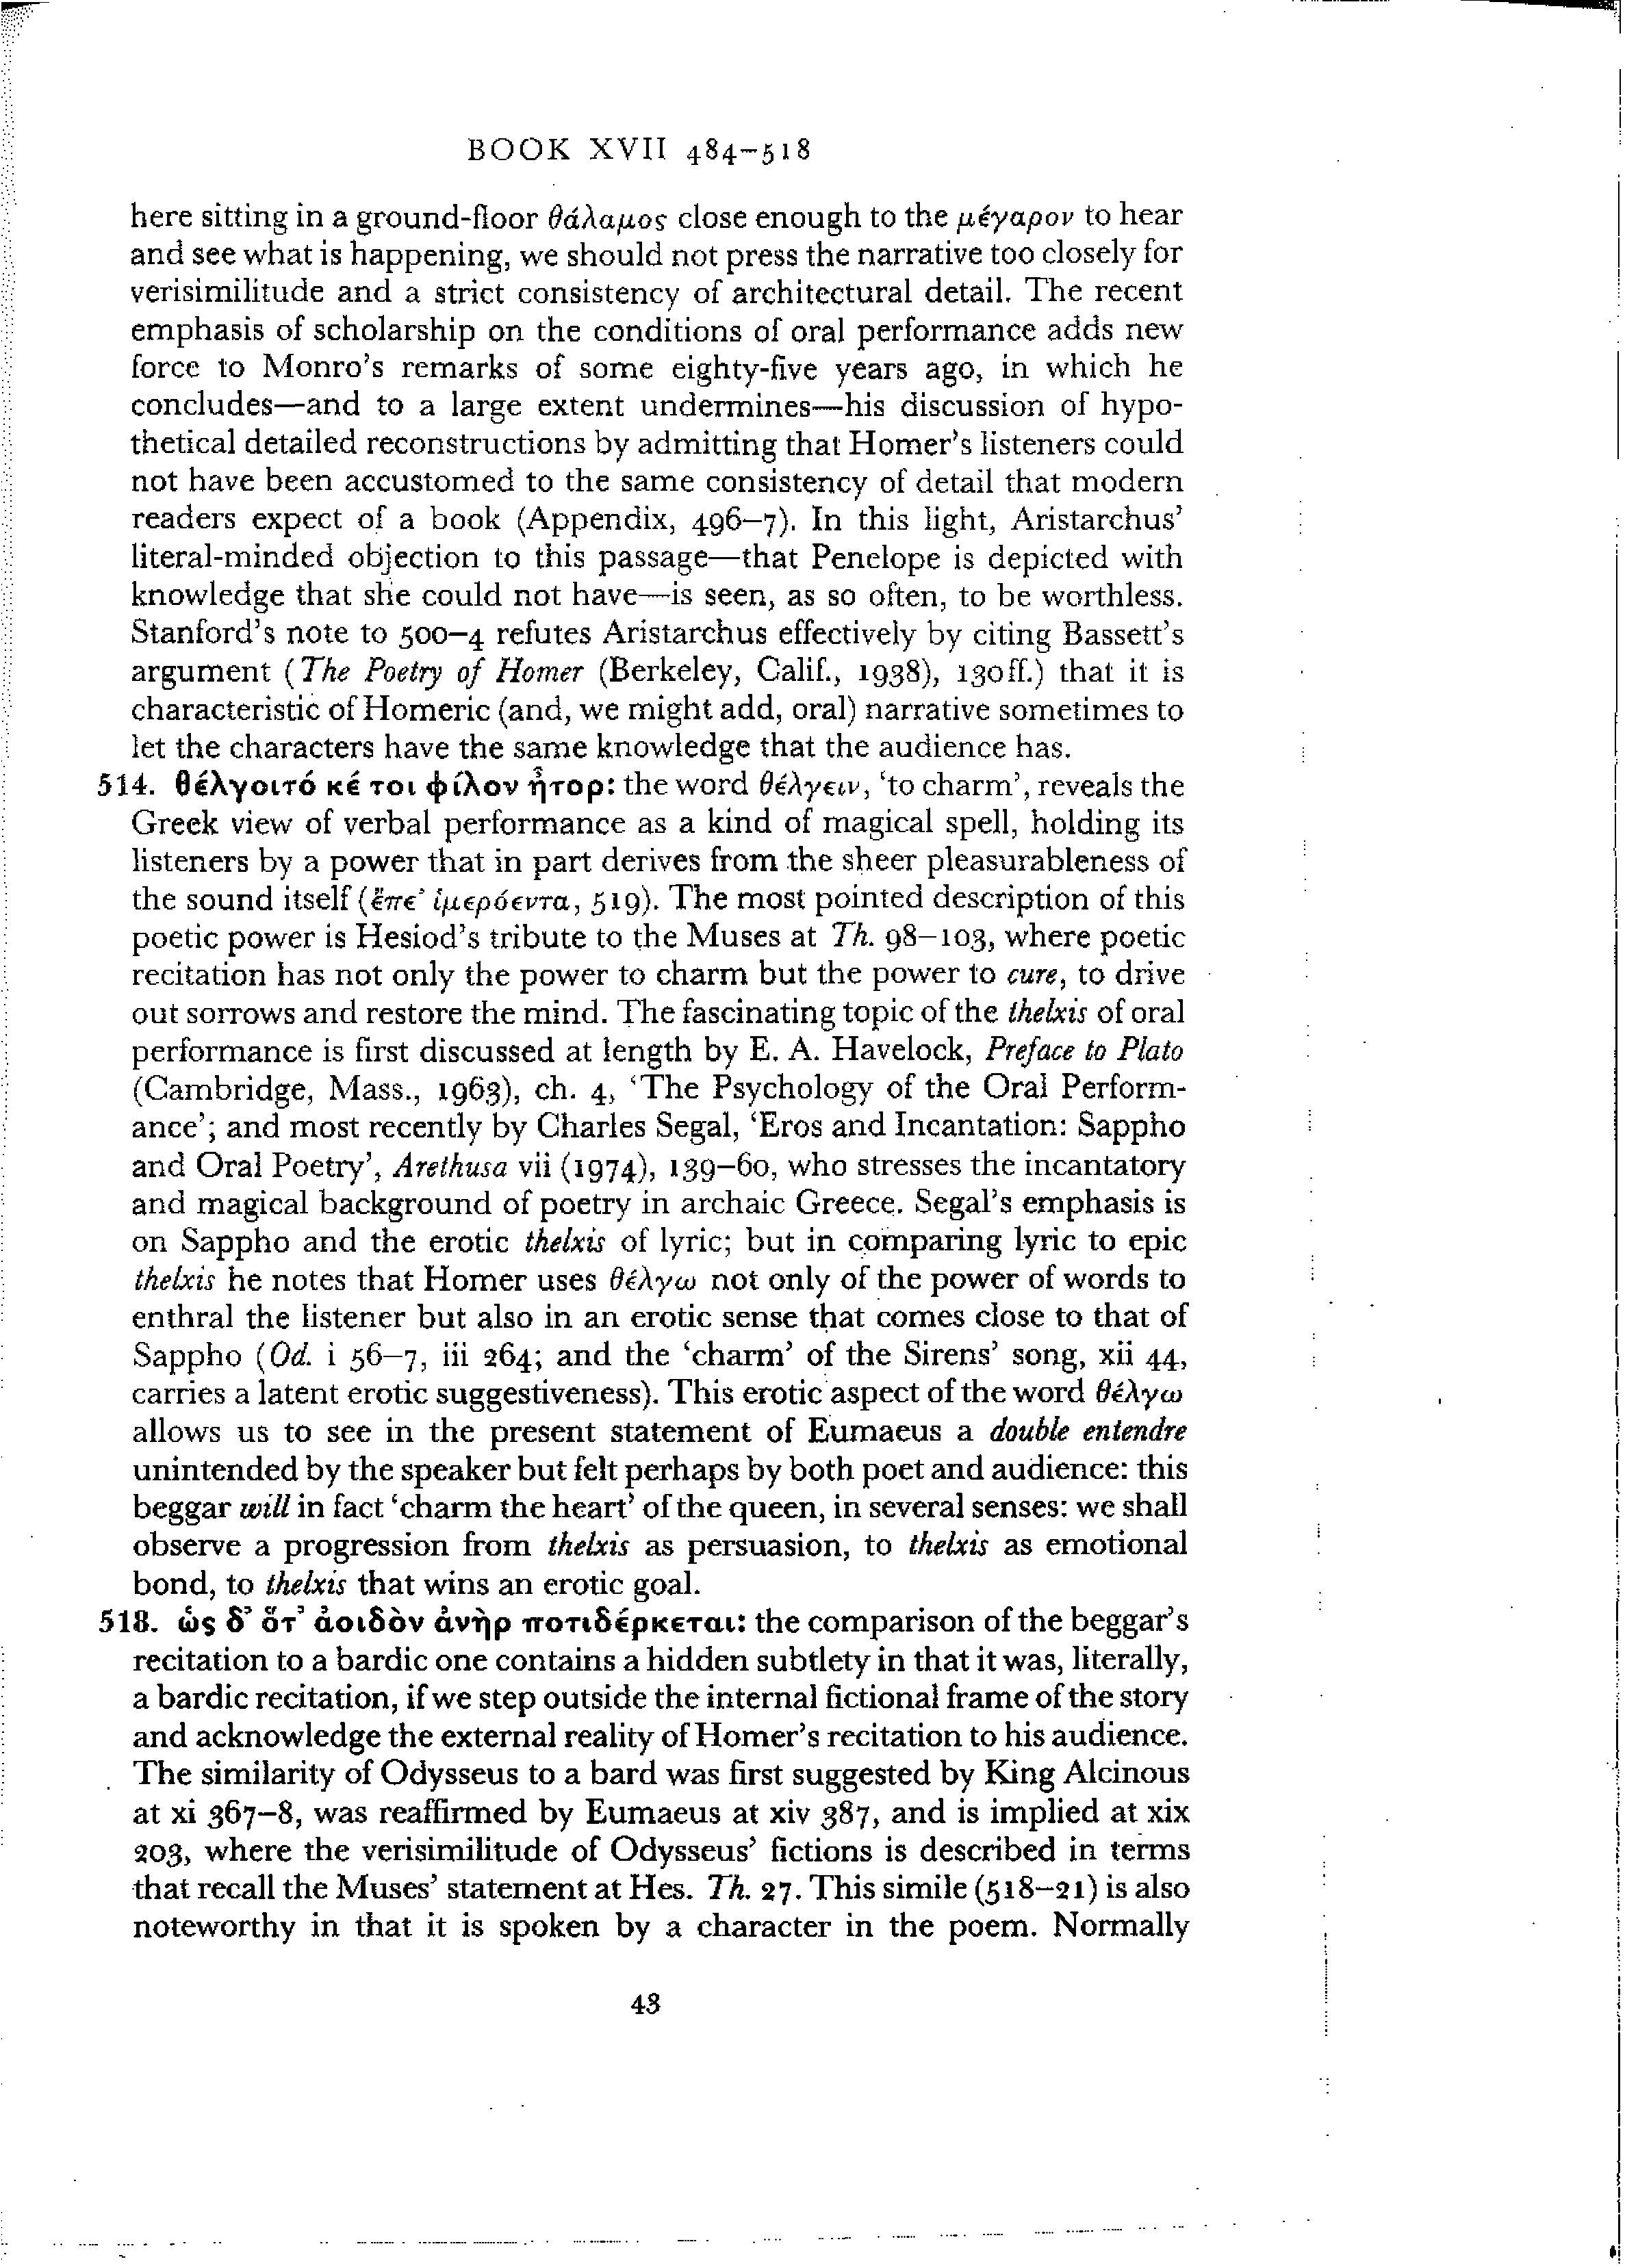 BOOK XVII 484–518
here sitting in a ground-floor θάλαμος close enough to the μέγαρον to hear
and see what is happening, we should not press the narrative too closely for
verisimilitude and a strict consistency of architectural detail. The recent
emphasis of scholarship on the conditions of oral performance adds new
force to Monro's remarks of some eighty-five years ago, in which he
concludes—and to a large extent undermines—his discussion of hypo-
thetical detailed reconstructions by admitting that Homer's listeners could
not have been accustomed to the same consistency of detail that modern
readers expect of a book (Appendix, 496–7). In this light, Aristarchus'
literal-minded objection to this passage—that Penelope is depicted with
knowledge that she could not have—is seen, as so often, to be worthless.
Stanford's note to 500–4 refutes Aristarchus effectively by citing Bassett's
argument (The Poetry of Homer (Berkeley, Calif., 1938), 130ff.) that it is
characteristic of Homeric (and, we might add, oral) narrative sometimes to
let the characters have the same knowledge that the audience has.
514. θέλγοιτό κέ τοι φίλον ἦτορ: the word θέλγειν, 'to charm', reveals the
Greek view of verbal performance as a kind of magical spell, holding its
listeners by a power that in part derives from the sheer pleasurableness of
the sound itself (ἔπε' ἱμερόεντα, 519). The most pointed description of this
poetic power is Hesiod's tribute to the Muses at Th. 98–103, where poetic
recitation has not only the power to charm but the power to cure, to drive
out sorrows and restore the mind. The fascinating topic of the thelxis of oral
performance is first discussed at length by E. A. Havelock, Preface to Plato
(Cambridge, Mass., 1963), ch. 4, 'The Psychology of the Oral Perform-
ance'; and most recently by Charles Segal, 'Eros and Incantation: Sappho
and Oral Poetry', Arethusa vii (1974), 139–60, who stresses the incantatory
and magical background of poetry in archaic Greece. Segal's emphasis is
on Sappho and the erotic thelxis of lyric; but in comparing lyric to epic
thelxis he notes that Homer uses θέλγω not only of the power of words to
enthral the listener but also in an erotic sense that comes close to that of
Sappho (Od. i 56–7, iii 264; and the 'charm' of the Sirens' song, xii 44,
carries a latent erotic suggestiveness). This erotic aspect of the word θέλγω
allows us to see in the present statement of Eumaeus a double entendre
unintended by the speaker but felt perhaps by both poet and audience: this
beggar will in fact 'charm the heart' of the queen, in several senses: we shall
observe a progression from thelxis as persuasion, to thelxis as emotional
bond, to thelxis that wins an erotic goal.
518. ὡς δ' ὅτ' ἀοιδὸν ἀνὴρ ποτιδέρκεται: the comparison of the beggar's
recitation to a bardic one contains a hidden subtlety in that it was, literally,
a bardic recitation, if we step outside the internal fictional frame of the story
and acknowledge the external reality of Homer's recitation to his audience.
The similarity of Odysseus to a bard was first suggested by King Alcinous
at xi 367–8, was reaffirmed by Eumaeus at xiv 387, and is implied at xix
203, where the verisimilitude of Odysseus' fictions is described in terms
that recall the Muses' statement at Hes. Th. 27. This simile (518–21) is also
noteworthy in that it is spoken by a character in the poem. Normally
43